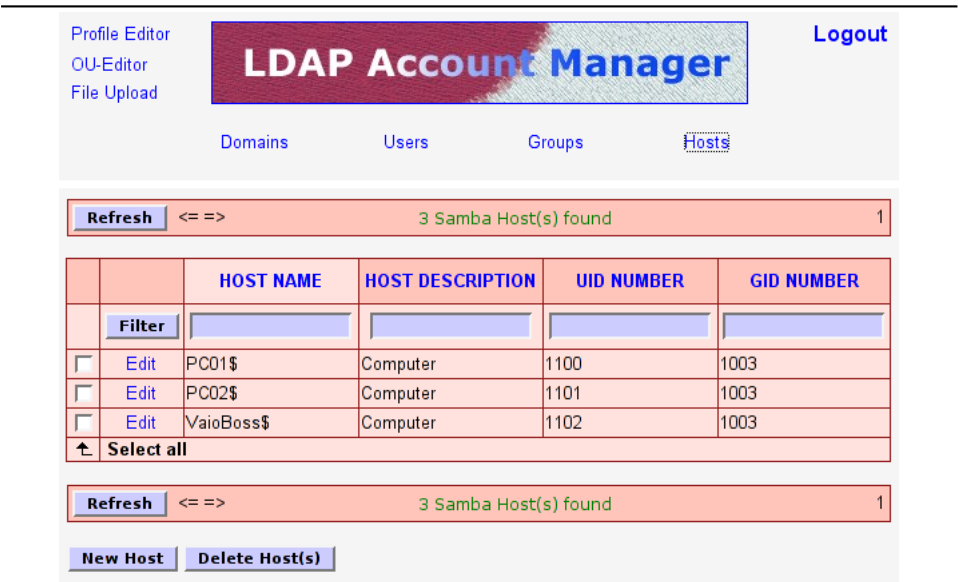 Profile Editor
OU-Editor
File Upload
LDAP Account Manager
Logout
Domains Users Groups Hosts
Refresh <= => 3 Samba Host(s) found 1
HOST NAME HOST DESCRIPTION UID NUMBER GID NUMBER
Filter
Edit PC01$ Computer 1100 1003
Edit PC02$ Computer 1101 1003
Edit VaioBoss$ Computer 1102 1003
Select all
Refresh <= => 3 Samba Host(s) found 1
New Host Delete Host(s)